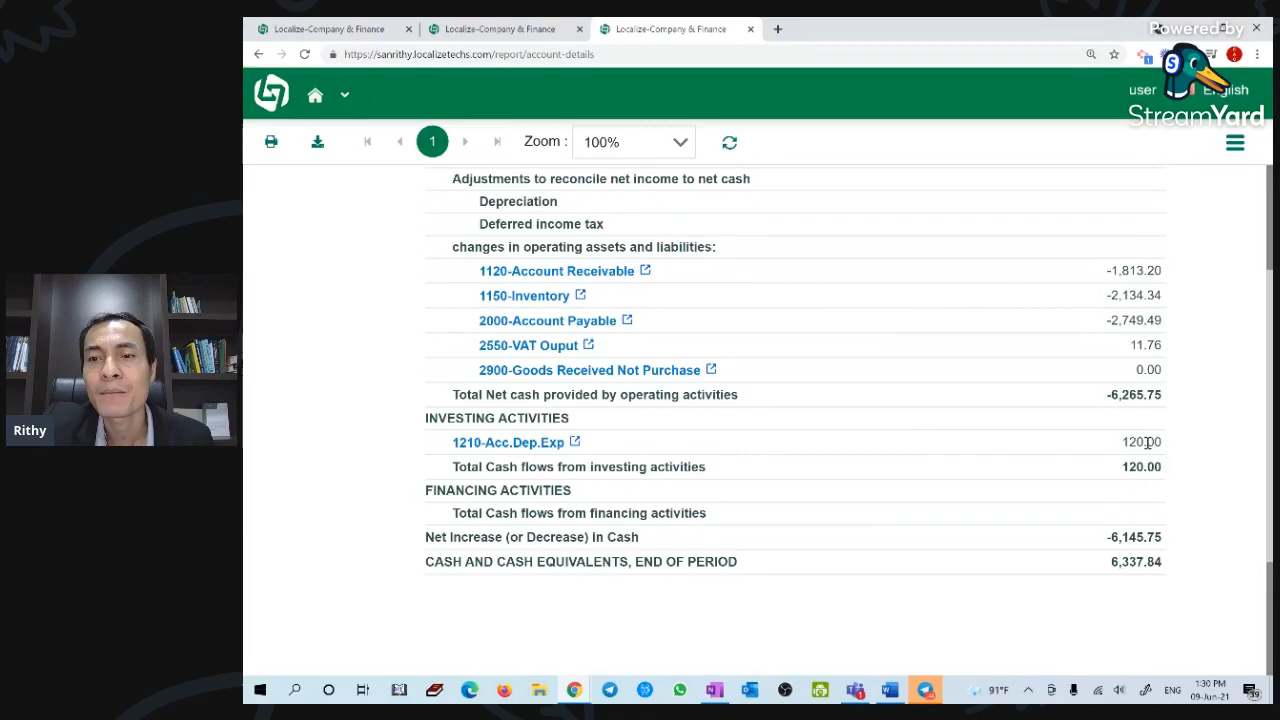 Localize-Company & Finance
Localize-Company & Finance
Localize-Company & Finance
Powered by
https://sanrithy.localizetechs.com/report/account-details
user
English
StreamYard
1
Zoom :
100%
Adjustments to reconcile net income to net cash
Depreciation
Deferred income tax
changes in operating assets and liabilities:
1120-Account Receivable -1,813.20
1150-Inventory -2,134.34
2000-Account Payable -2,749.49
2550-VAT Ouput 11.76
2900-Goods Received Not Purchase 0.00
Total Net cash provided by operating activities -6,265.75
INVESTING ACTIVITIES
1210-Acc.Dep.Exp 120.00
Total Cash flows from investing activities 120.00
FINANCING ACTIVITIES
Total Cash flows from financing activities
Net Increase (or Decrease) In Cash -6,145.75
CASH AND CASH EQUIVALENTS, END OF PERIOD 6,337.84
Rithy
91°F
ENG
1:30 PM
09-Jun-21